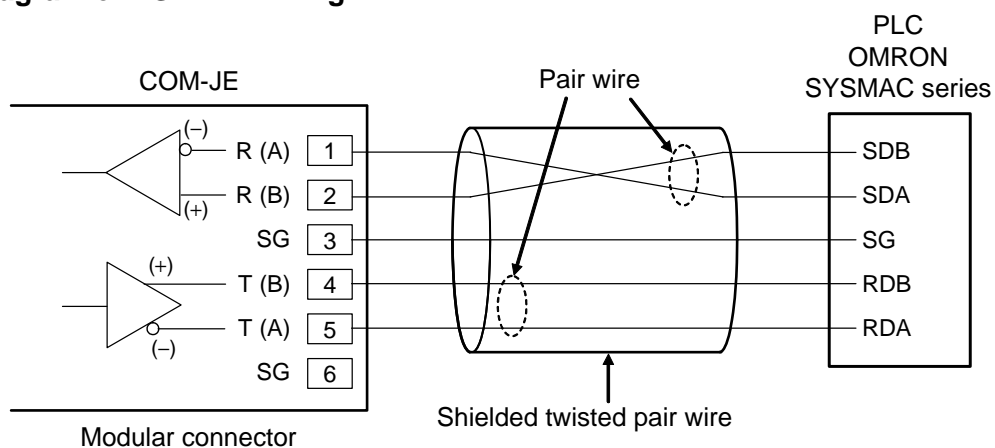 PLC
OMRON
SYSMAC series
COM-JE
Pair wire
(−)
R (A) 1
R (B) 2
(+)
SG 3
(+)
T (B) 4
T (A) 5
(−)
SG 6
SDB
SDA
SG
RDB
RDA
Shielded twisted pair wire
Modular connector